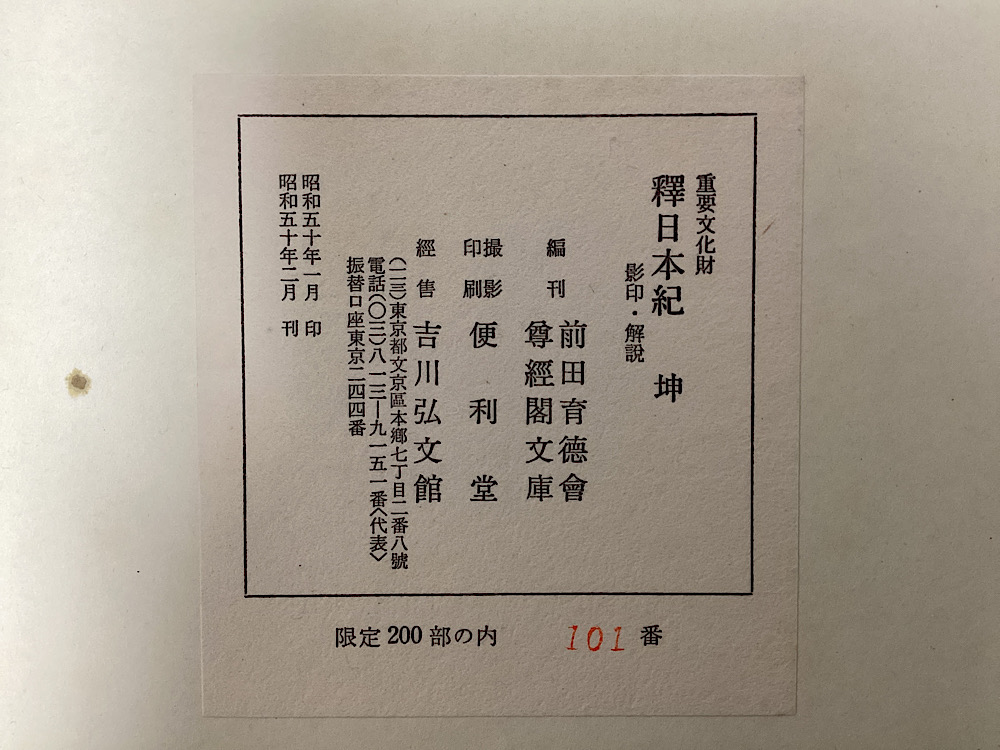 重要文化財
釋日本紀 坤
影印・解說
編刊 前田育德會
尊經閣文庫
撮影
印刷 便利堂
經售 吉川弘文館
(一一三)東京都文京區本鄕七丁目二番八號
電話(〇三)八一三―九一五一番〈代表〉
振替口座東京二四四番
昭和五十年一月 印
昭和五十年二月 刊
限定200部の内 101番